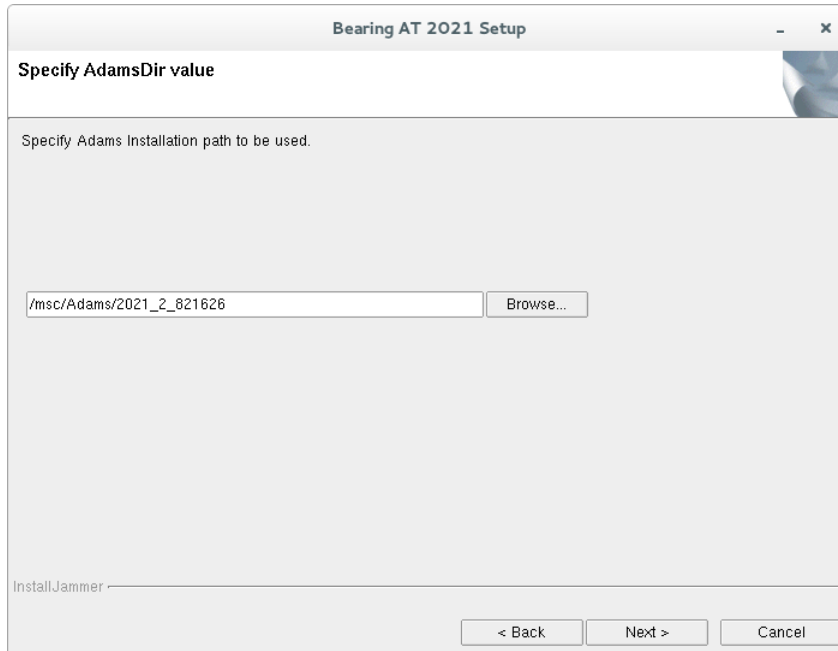 Bearing AT 2021 Setup
Specify AdamsDir value
Specify Adams Installation path to be used.
/msc/Adams/2021_2_821626
Browse...
InstallJammer
< Back
Next >
Cancel